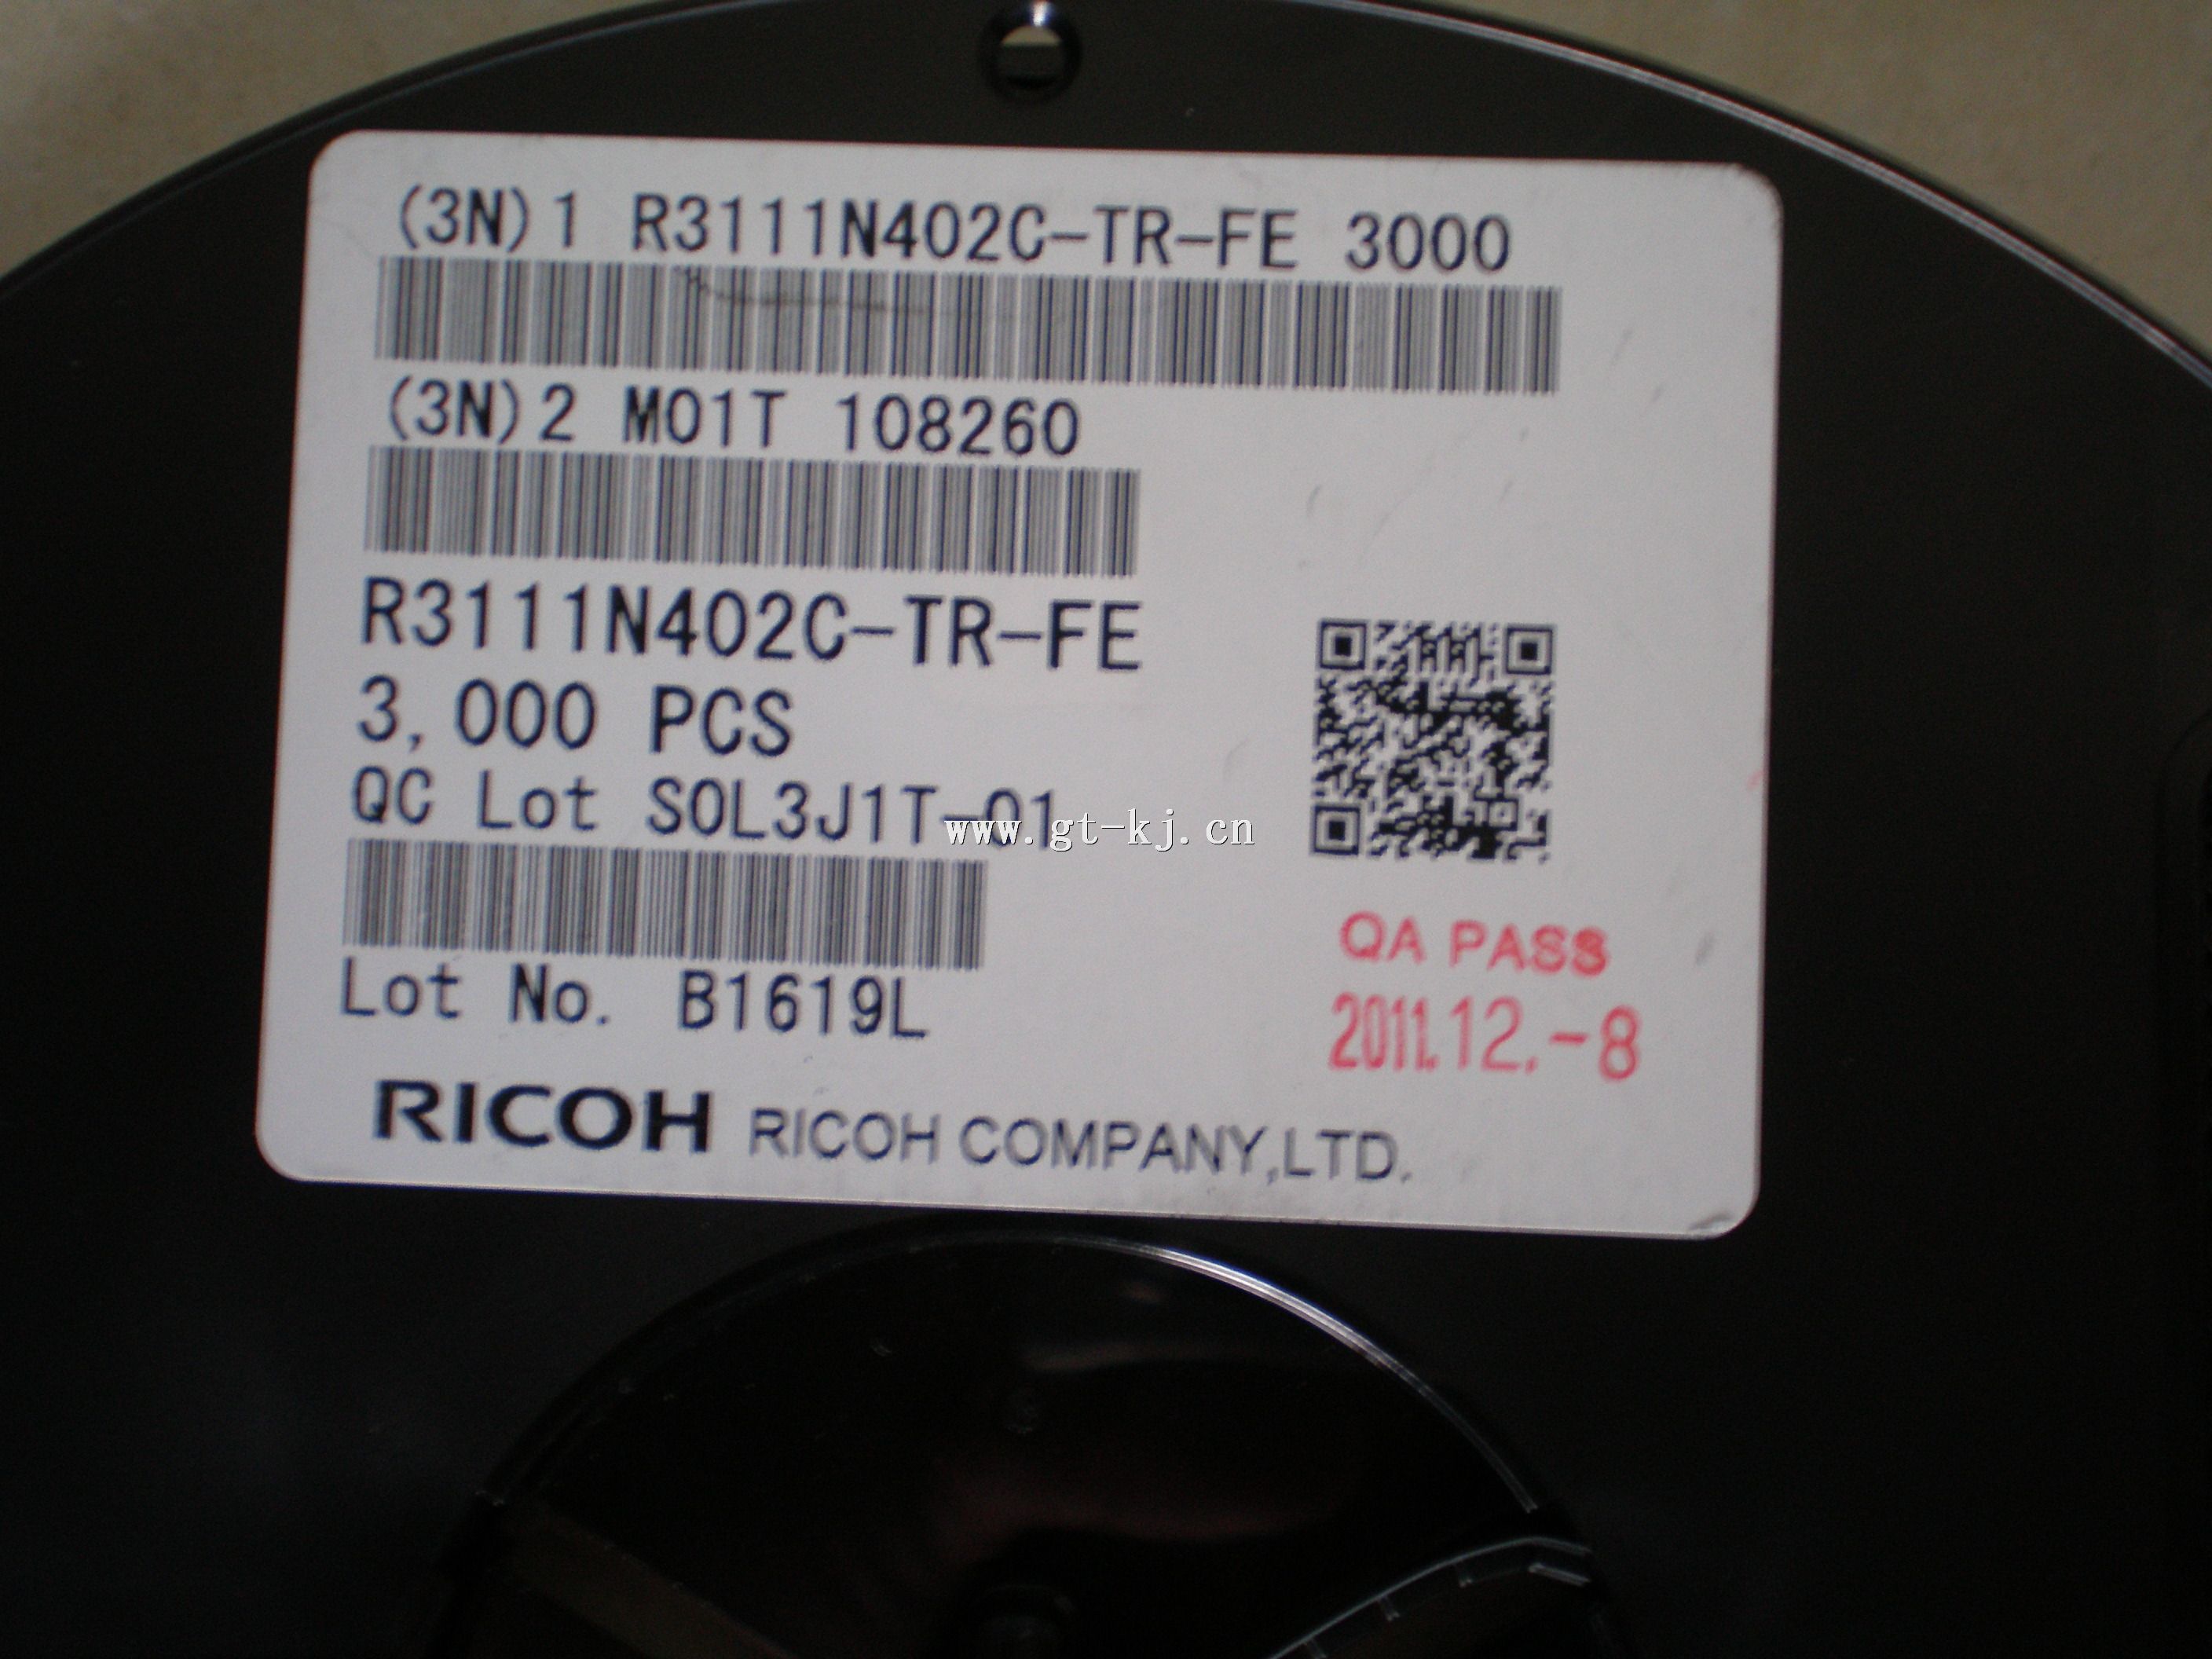 (3N)1 R3111N402C-TR-FE 3000
(3N)2 M01T 108260
R3111N402C-TR-FE
3,000 PCS
QC Lot S0L3J1T-01
www.gt-kj.cn
Lot No. B1619L
QA PASS
2011.12.-8
RICOH RICOH COMPANY,LTD.